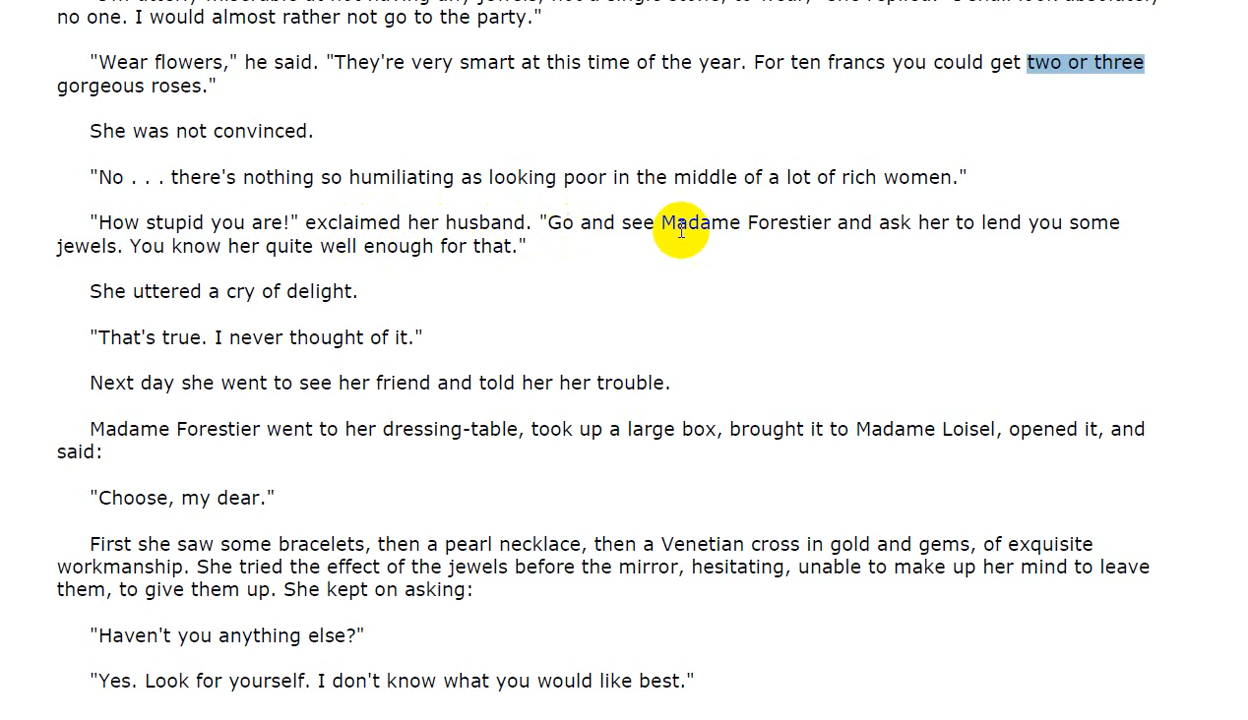 no one. I would almost rather not go to the party."
"Wear flowers," he said. "They're very smart at this time of the year. For ten francs you could get two or three
gorgeous roses."
She was not convinced.
"No . . . there's nothing so humiliating as looking poor in the middle of a lot of rich women."
"How stupid you are!" exclaimed her husband. "Go and see Madame Forestier and ask her to lend you some
jewels. You know her quite well enough for that."
She uttered a cry of delight.
"That's true. I never thought of it."
Next day she went to see her friend and told her her trouble.
Madame Forestier went to her dressing-table, took up a large box, brought it to Madame Loisel, opened it, and
said:
"Choose, my dear."
First she saw some bracelets, then a pearl necklace, then a Venetian cross in gold and gems, of exquisite
workmanship. She tried the effect of the jewels before the mirror, hesitating, unable to make up her mind to leave
them, to give them up. She kept on asking:
"Haven't you anything else?"
"Yes. Look for yourself. I don't know what you would like best."